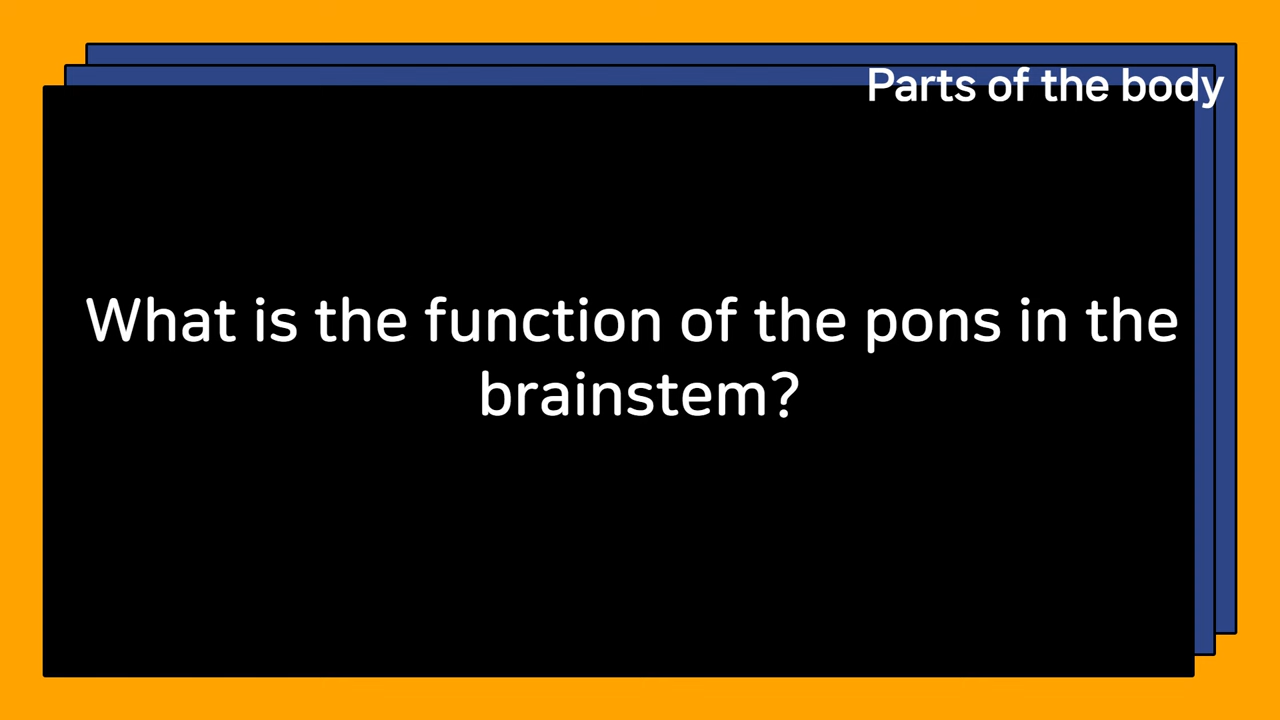 Parts of the body
What is the function of the pons in the
brainstem?